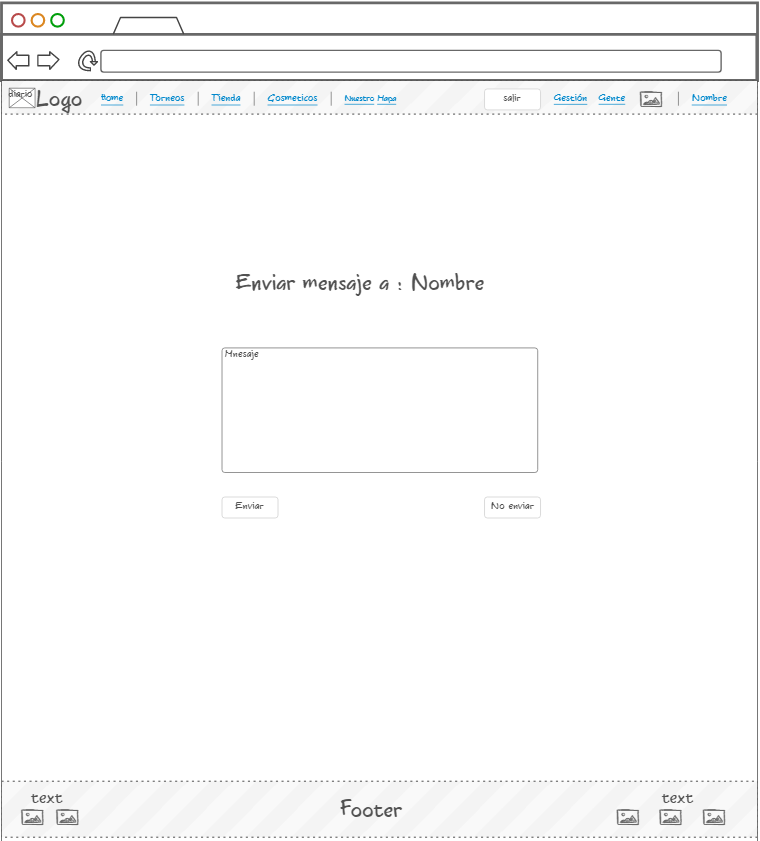 diario Logo Home | Torneos | Tienda | Cosmeticos | Nuestro Mapa salir Gestión Gente | Nombre
Enviar mensaje a : Nombre
Mnesaje
Enviar No enviar
text Footer text